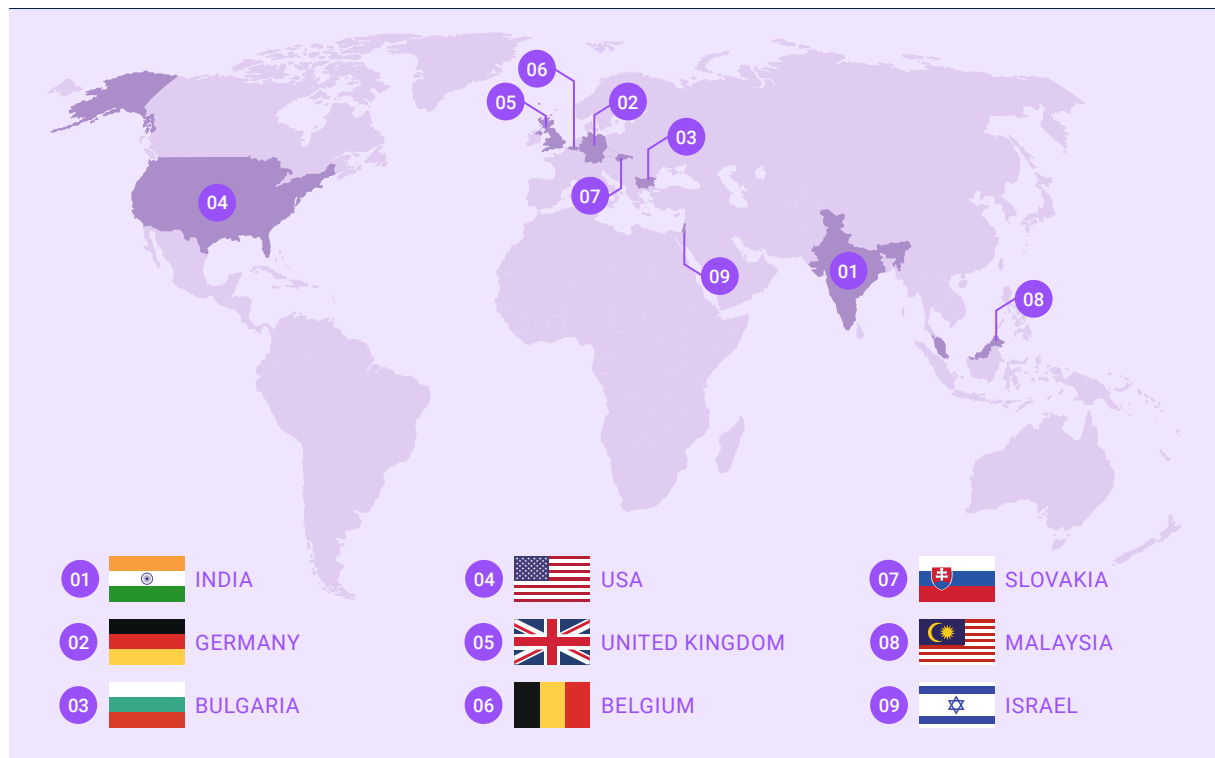 06
05
02
03
04
07
09
01
08
01 INDIA
04 USA
07 SLOVAKIA
02 GERMANY
05 UNITED KINGDOM
08 MALAYSIA
03 BULGARIA
06 BELGIUM
09 ISRAEL